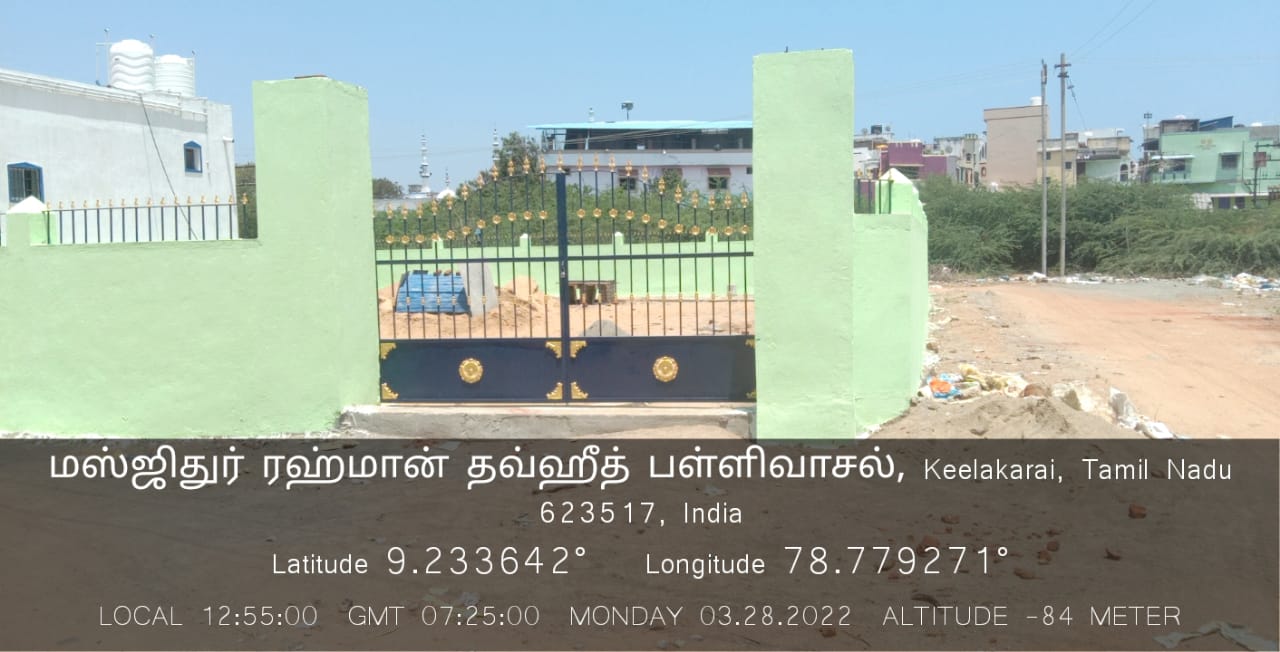 மஸ்ஜிதுர் ரஹ்மான் தவ்ஹீத் பள்ளிவாசல், Keelakarai, Tamil Nadu
623517, India
Latitude 9.233642° Longitude 78.779271°
LOCAL 12:55:00 GMT 07:25:00 MONDAY 03.28.2022 ALTITUDE -84 METER